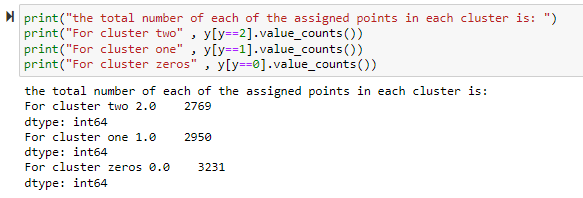 print("the total number of each of the assigned points in each cluster is: ")
print("For cluster two" , y[y==2].value_counts())
print("For cluster one" , y[y==1].value_counts())
print("For cluster zeros" , y[y==0].value_counts())
the total number of each of the assigned points in each cluster is:
For cluster two 2.0    2769
dtype: int64
For cluster one 1.0    2950
dtype: int64
For cluster zeros 0.0    3231
dtype: int64